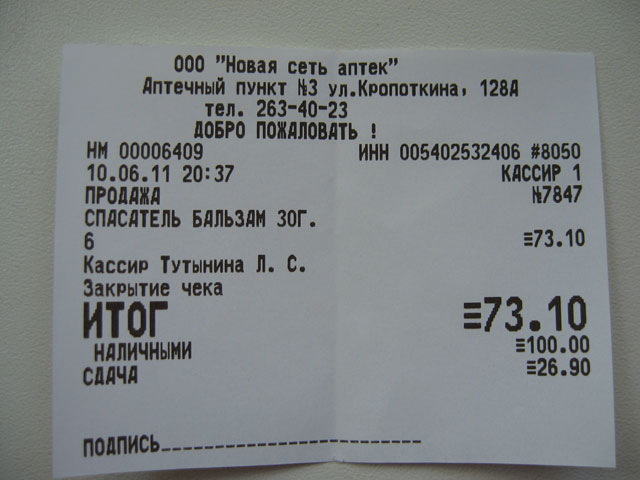 ООО "Новая сеть аптек"
Аптечный пункт №3 ул.Кропоткина, 128А
тел. 263-40-23
ДОБРО ПОЖАЛОВАТЬ !
НМ 00006409 ИНН 005402532406 #8050
10.06.11 20:37 КАССИР 1
ПРОДАЖА №7847
СПАСАТЕЛЬ БАЛЬЗАМ 30Г.
6 ≡73.10
Кассир Тутынина Л. С.
Закрытие чека
ИТОГ ≡73.10
НАЛИЧНЫМИ ≡100.00
СДАЧА ≡26.90
ПОДПИСЬ__________________________